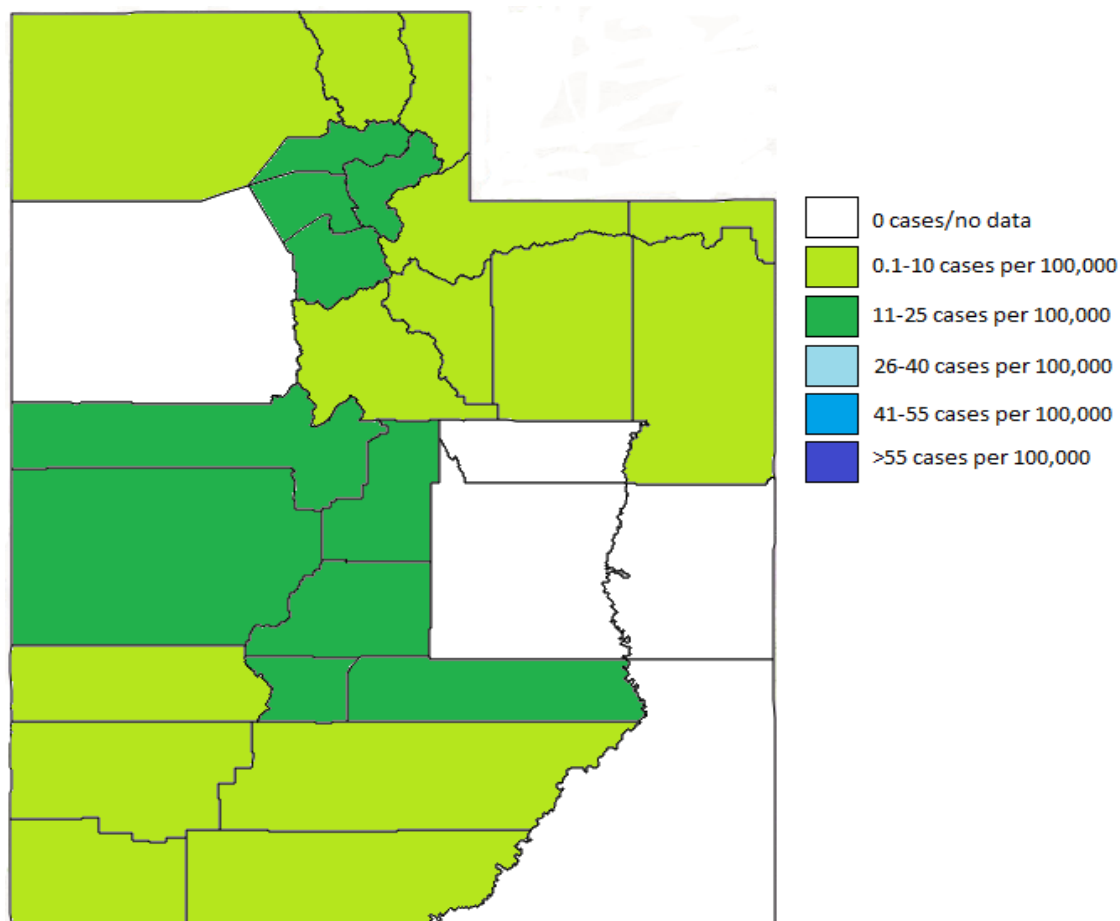 0 cases/no data
0.1-10 cases per 100,000
11-25 cases per 100,000
26-40 cases per 100,000
41-55 cases per 100,000
>55 cases per 100,000